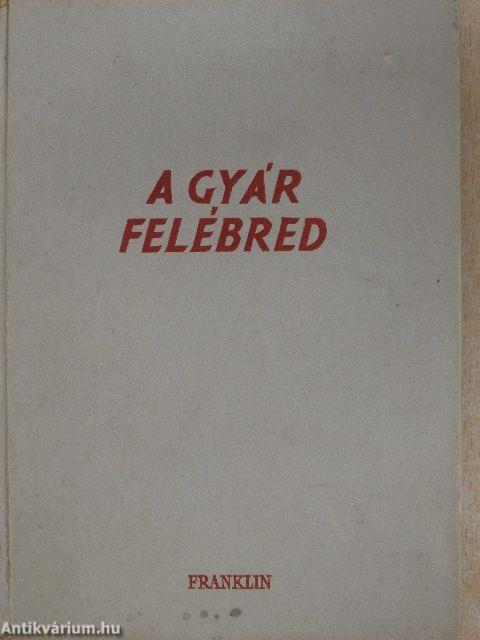 A GYÁR
FELÉBRED
FRANKLIN
Antikvárium.hu